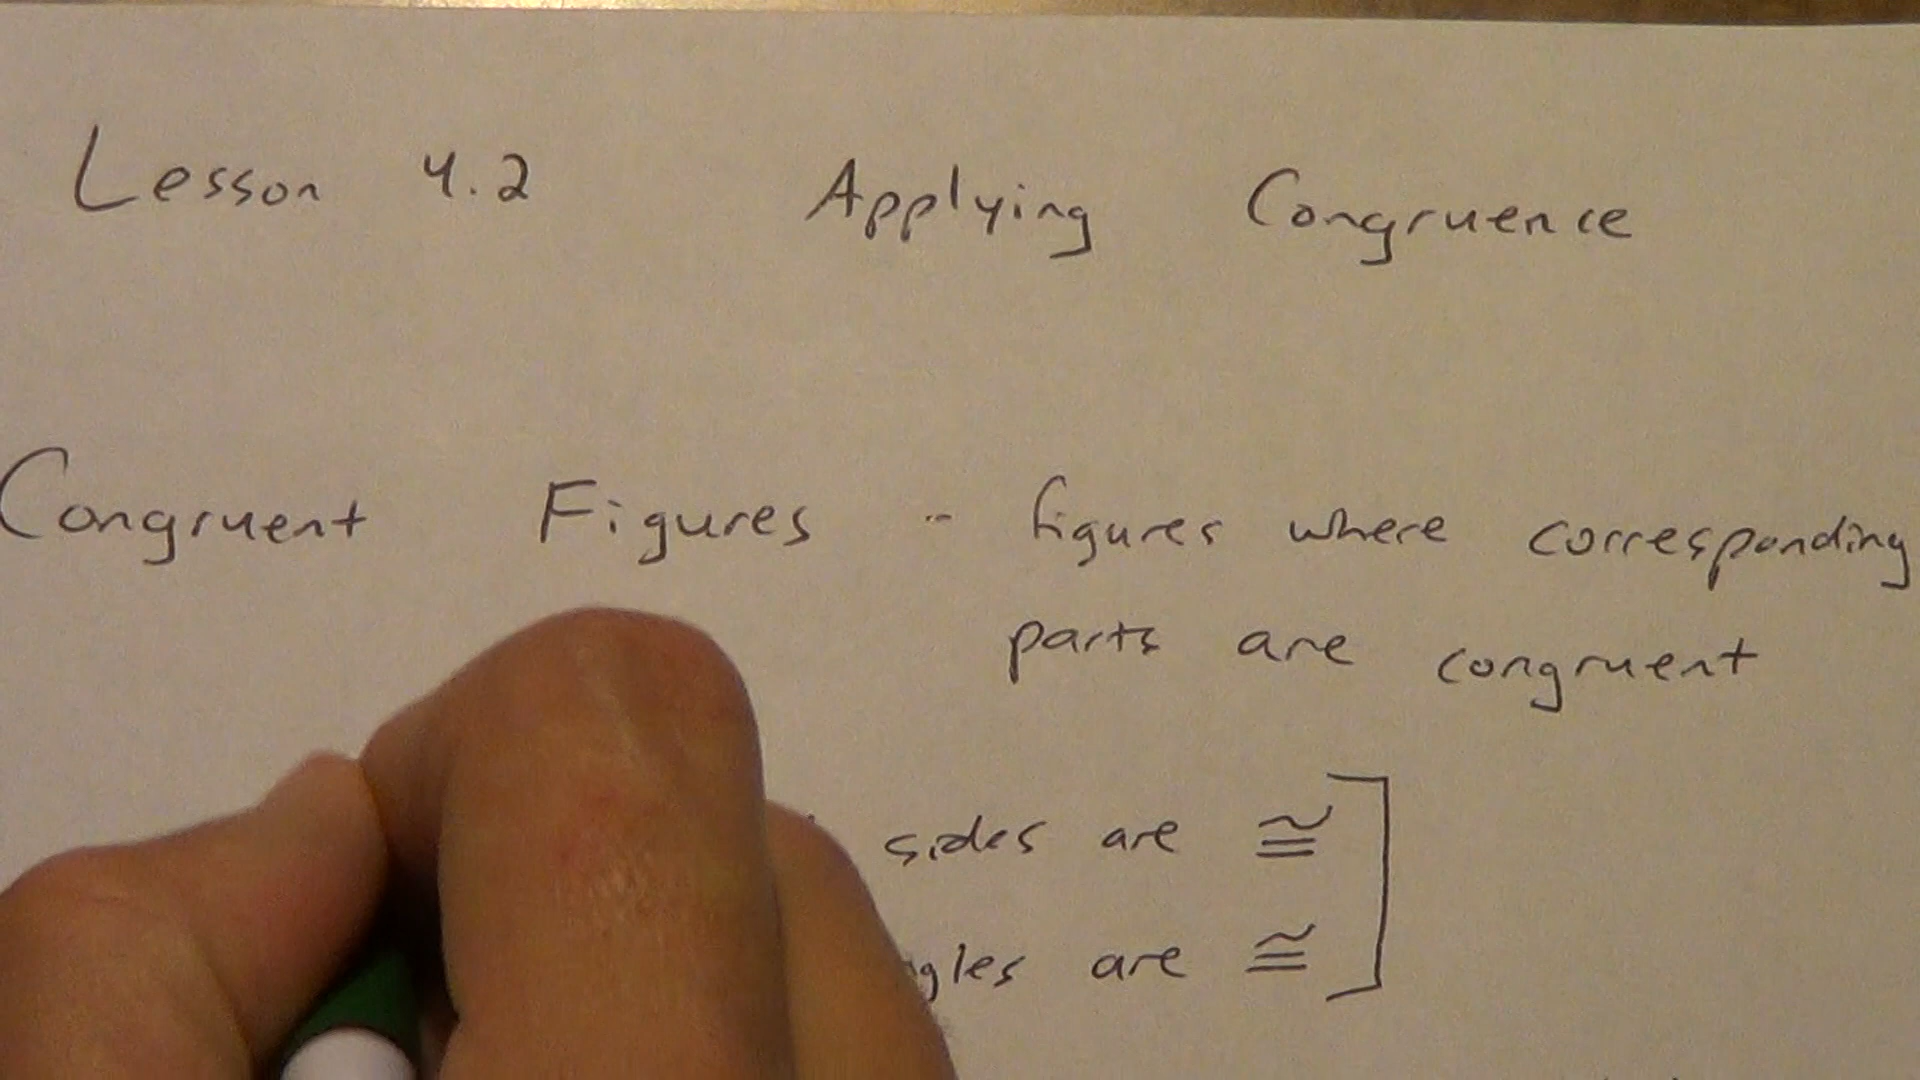 Lesson 4.2 Applying Congruence
Congruent Figures - figures where corresponding
parts are congruent
sides are ≅
are ≅